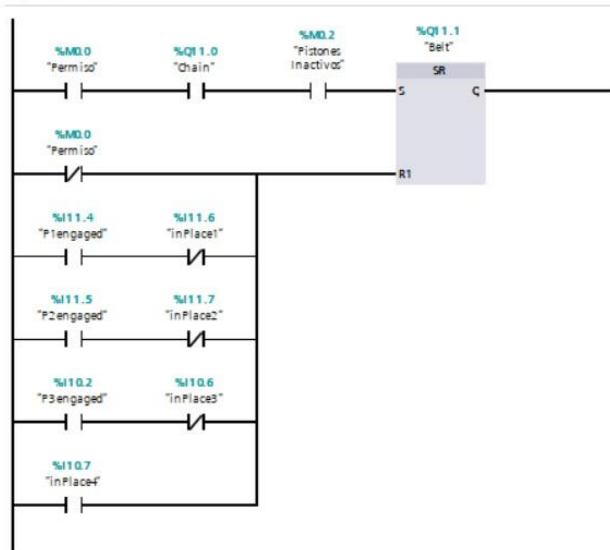 %M0.0
"Permiso"
%Q11.0
"Chain"
%M0.2
"Pistones
Inactivos"
%Q11.1
"Belt"
SR
S
Q
%M0.0
"Permiso"
R1
%I11.4
"P1engaged"
%I11.6
"inPlace1"
%I11.5
"P2engaged"
%I11.7
"inPlace2"
%I10.2
"P3engaged"
%I10.6
"inPlace3"
%I10.7
"inPlace4"